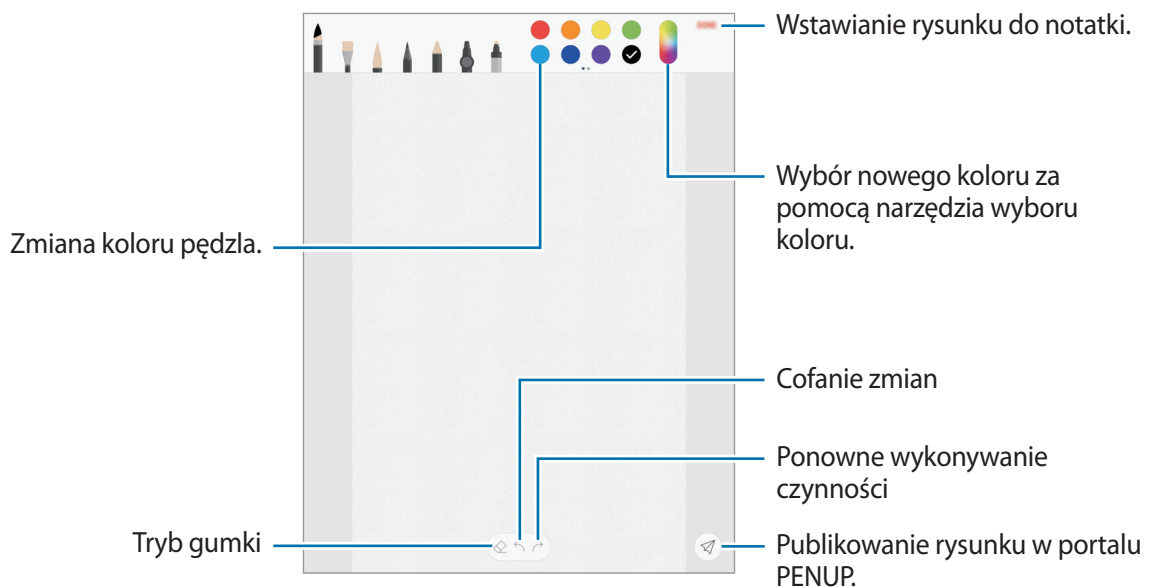 Wstawianie rysunku do notatki.
Wybór nowego koloru za
pomocą narzędzia wyboru
koloru.
Zmiana koloru pędzla.
Cofanie zmian
Ponowne wykonywanie
czynności
Tryb gumki
Publikowanie rysunku w portalu
PENUP.